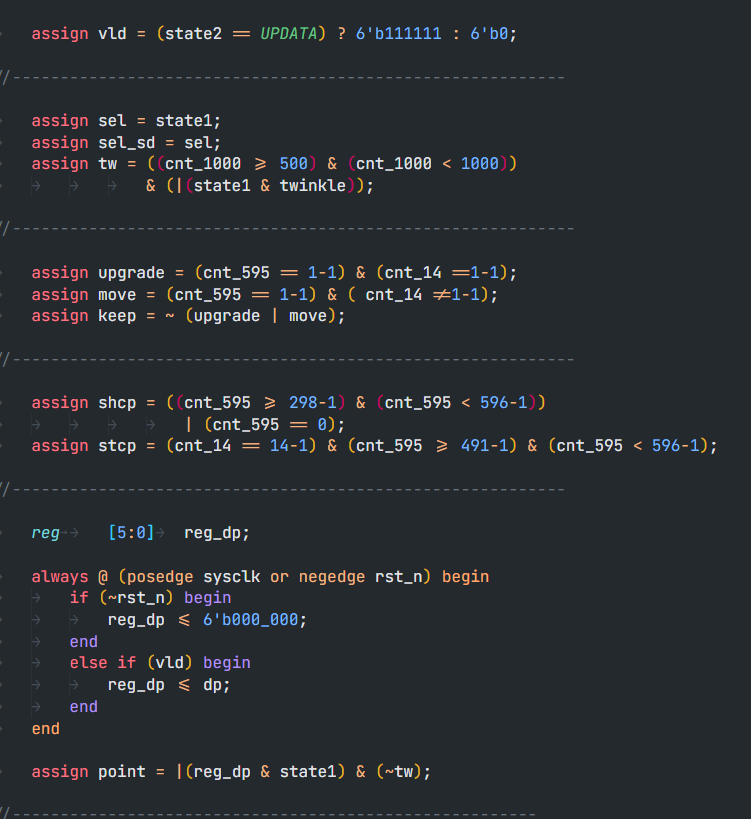 assign vld = (state2 == UPDATA) ? 6'b111111 : 6'b0;
//----------------------------------------------------------
assign sel = state1;
assign sel_sd = sel;
assign tw = ((cnt_1000 >= 500) & (cnt_1000 < 1000))
& (|(state1 & twinkle));
//-----------------------------------------------------------
assign upgrade = (cnt_595 == 1-1) & (cnt_14 ==1-1);
assign move = (cnt_595 == 1-1) & ( cnt_14 !=1-1);
assign keep = ~ (upgrade | move);
//-----------------------------------------------------------
assign shcp = ((cnt_595 >= 298-1) & (cnt_595 < 596-1))
| (cnt_595 == 0);
assign stcp = (cnt_14 == 14-1) & (cnt_595 >= 491-1) & (cnt_595 < 596-1);
//----------------------------------------------------------
reg [5:0] reg_dp;
always @ (posedge sysclk or negedge rst_n) begin
if (~rst_n) begin
reg_dp <= 6'b000_000;
end
else if (vld) begin
reg_dp <= dp;
end
end
assign point = |(reg_dp & state1) & (~tw);
//-------------------------------------------------------